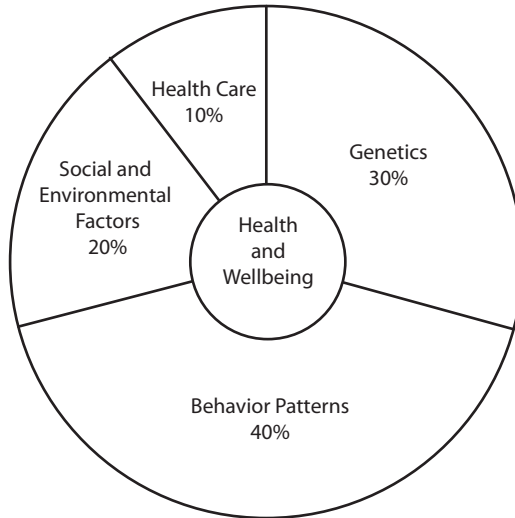 Health Care
10%
Genetics
30%
Social and
Environmental
Factors
20%
Health
and
Wellbeing
Behavior Patterns
40%